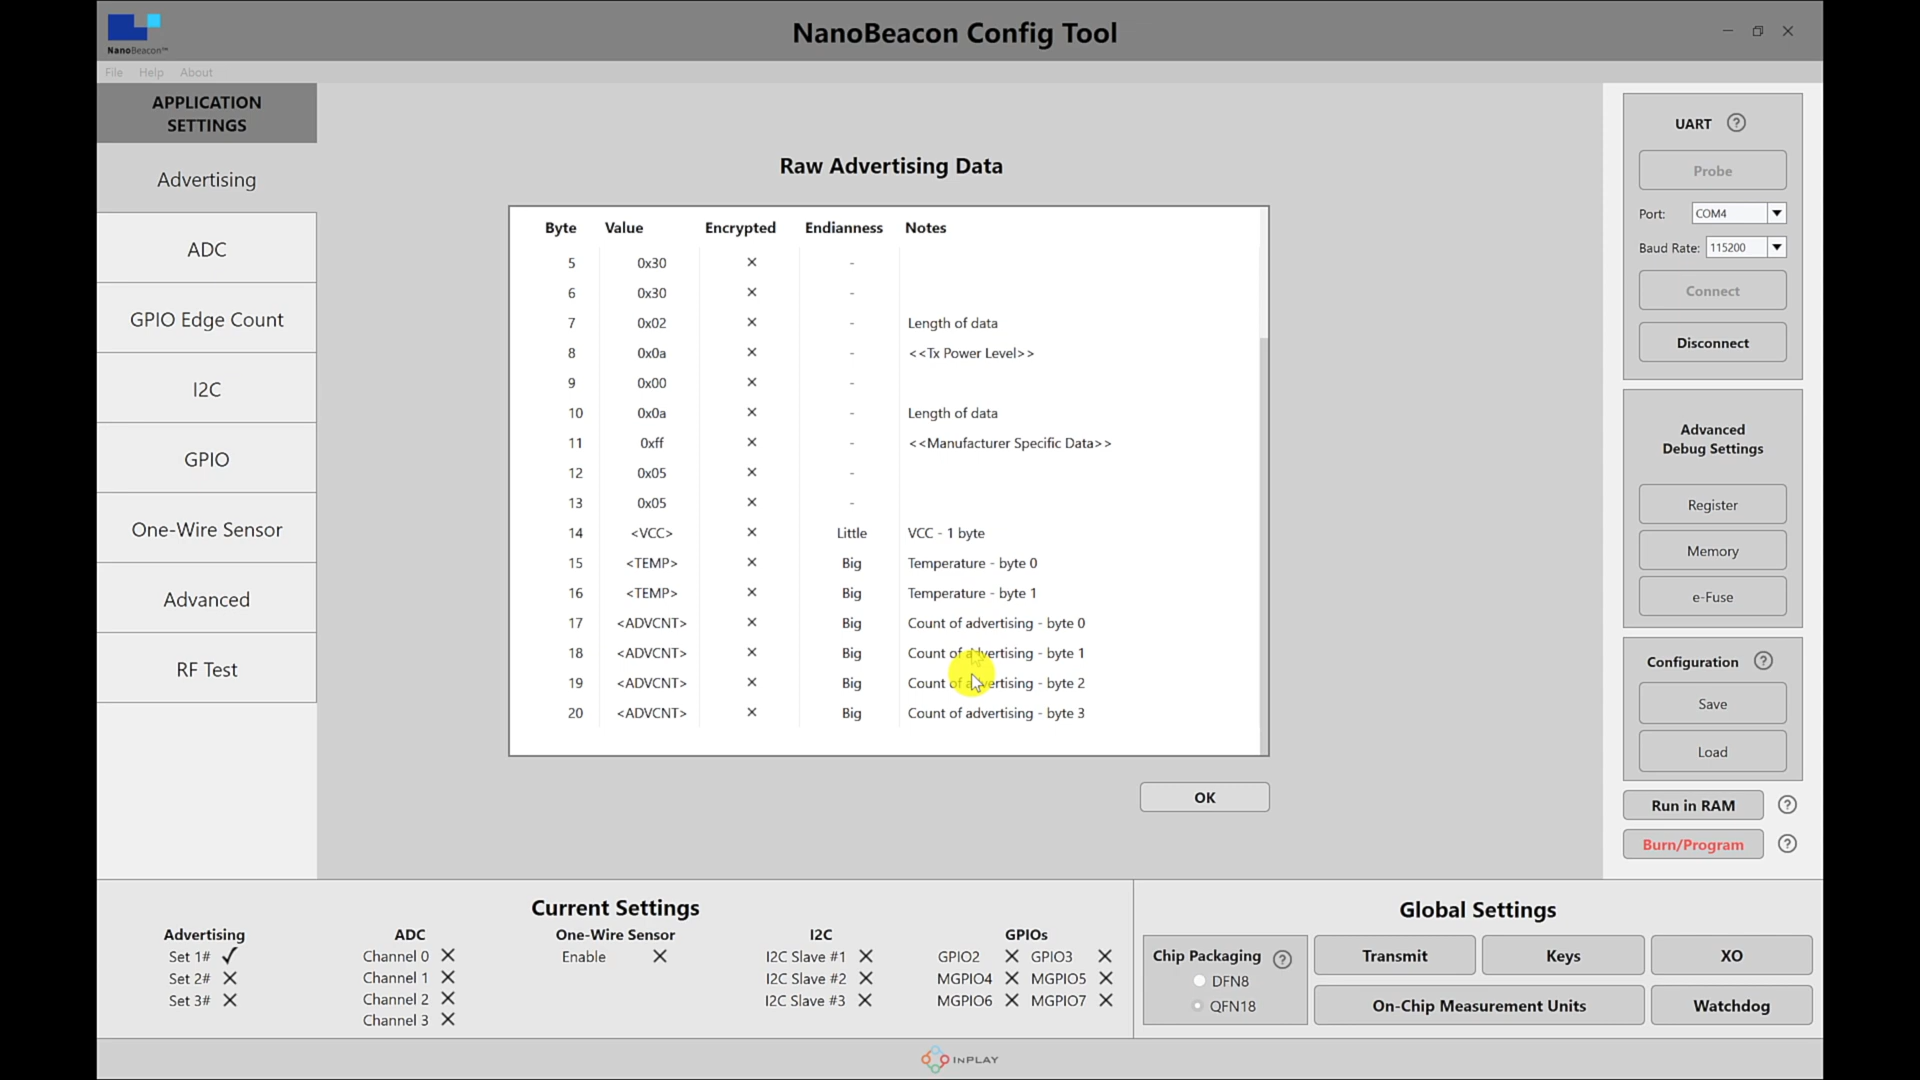 NanoBeacon™
NanoBeacon Config Tool
File Help About
APPLICATION
SETTINGS
Advertising
ADC
GPIO Edge Count
I2C
GPIO
One-Wire Sensor
Advanced
RF Test
Raw Advertising Data
Byte Value Encrypted Endianness Notes
5 0x30 × -
6 0x30 × -
7 0x02 × - Length of data
8 0x0a × - <<Tx Power Level>>
9 0x00 × -
10 0x0a × - Length of data
11 0xff × - <<Manufacturer Specific Data>>
12 0x05 × -
13 0x05 × -
14 <VCC> × Little VCC - 1 byte
15 <TEMP> × Big Temperature - byte 0
16 <TEMP> × Big Temperature - byte 1
17 <ADVCNT> × Big Count of advertising - byte 0
18 <ADVCNT> × Big Count of advertising - byte 1
19 <ADVCNT> × Big Count of advertising - byte 2
20 <ADVCNT> × Big Count of advertising - byte 3
OK
UART ?
Probe
Port: COM4
Baud Rate: 115200
Connect
Disconnect
Advanced
Debug Settings
Register
Memory
e-Fuse
Configuration ?
Save
Load
Run in RAM ?
Burn/Program ?
Current Settings
Advertising
Set 1# ✓
Set 2# ×
Set 3# ×
ADC
Channel 0 ×
Channel 1 ×
Channel 2 ×
Channel 3 ×
One-Wire Sensor
Enable ×
I2C
I2C Slave #1 ×
I2C Slave #2 ×
I2C Slave #3 ×
GPIOs
GPIO2 × GPIO3 ×
MGPIO4 × MGPIO5 ×
MGPIO6 × MGPIO7 ×
Global Settings
Chip Packaging ?
DFN8
QFN18
Transmit Keys XO
On-Chip Measurement Units Watchdog
INPLAY